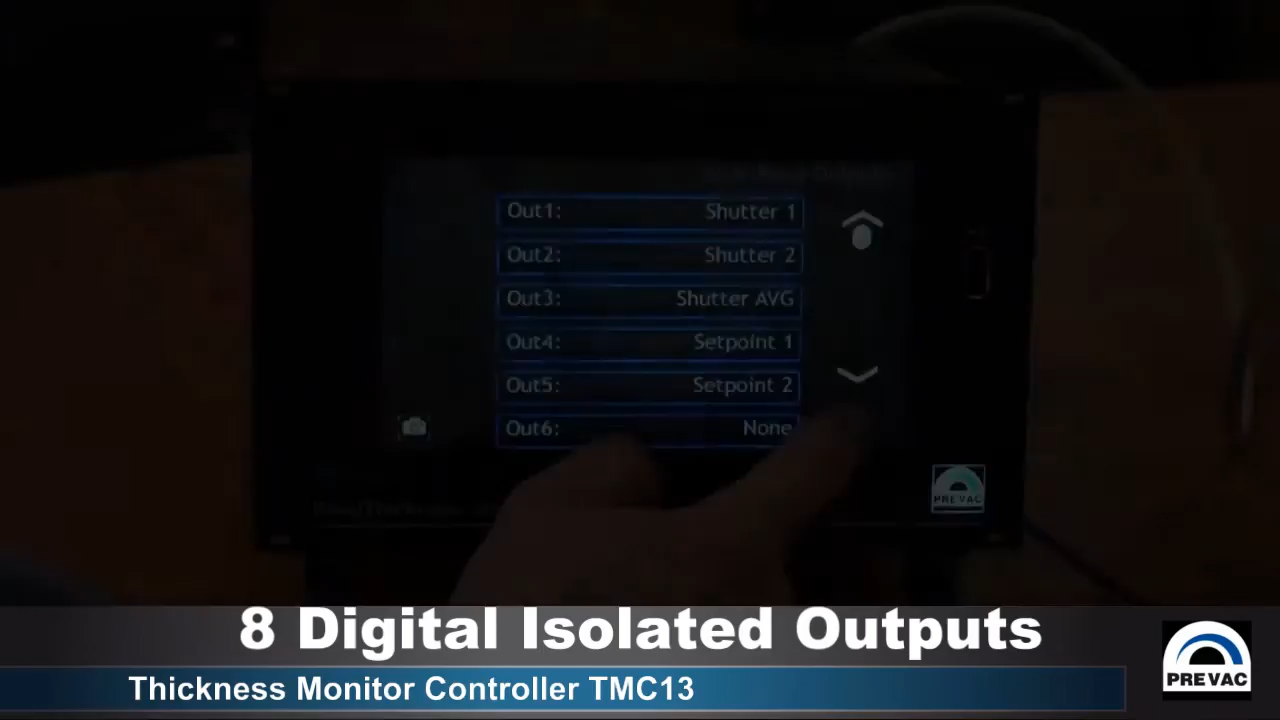 Out1: Shutter 1
Out2: Shutter 2
Out3: Shutter AVG
Out4: Setpoint 1
Out5: Setpoint 2
Out6: None
PREVAC
8 Digital Isolated Outputs
Thickness Monitor Controller TMC13
PREVAC